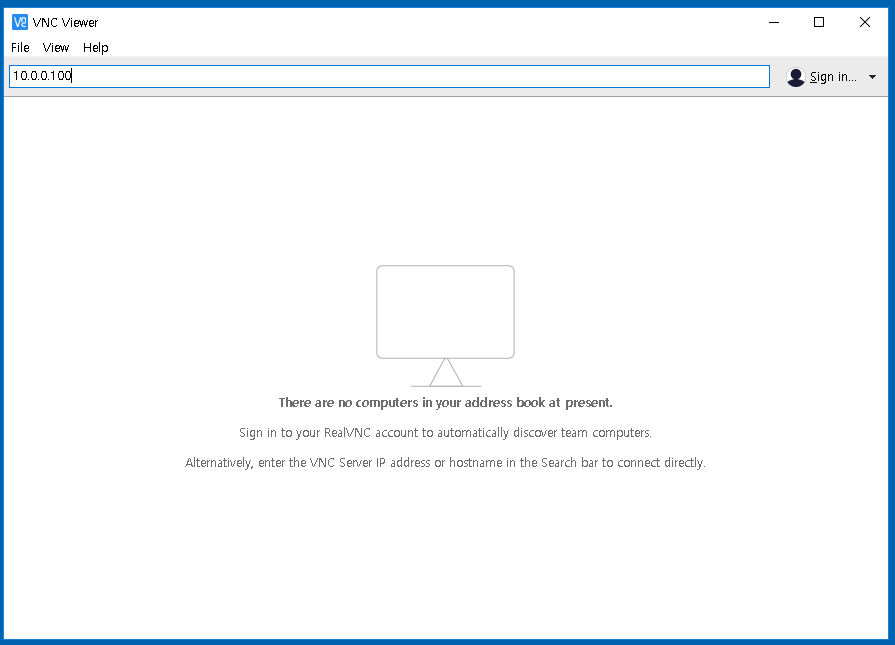 V2 VNC Viewer
File View Help
10.0.0.100 Sign in...
There are no computers in your address book at present.
Sign in to your RealVNC account to automatically discover team computers.
Alternatively, enter the VNC Server IP address or hostname in the Search bar to connect directly.